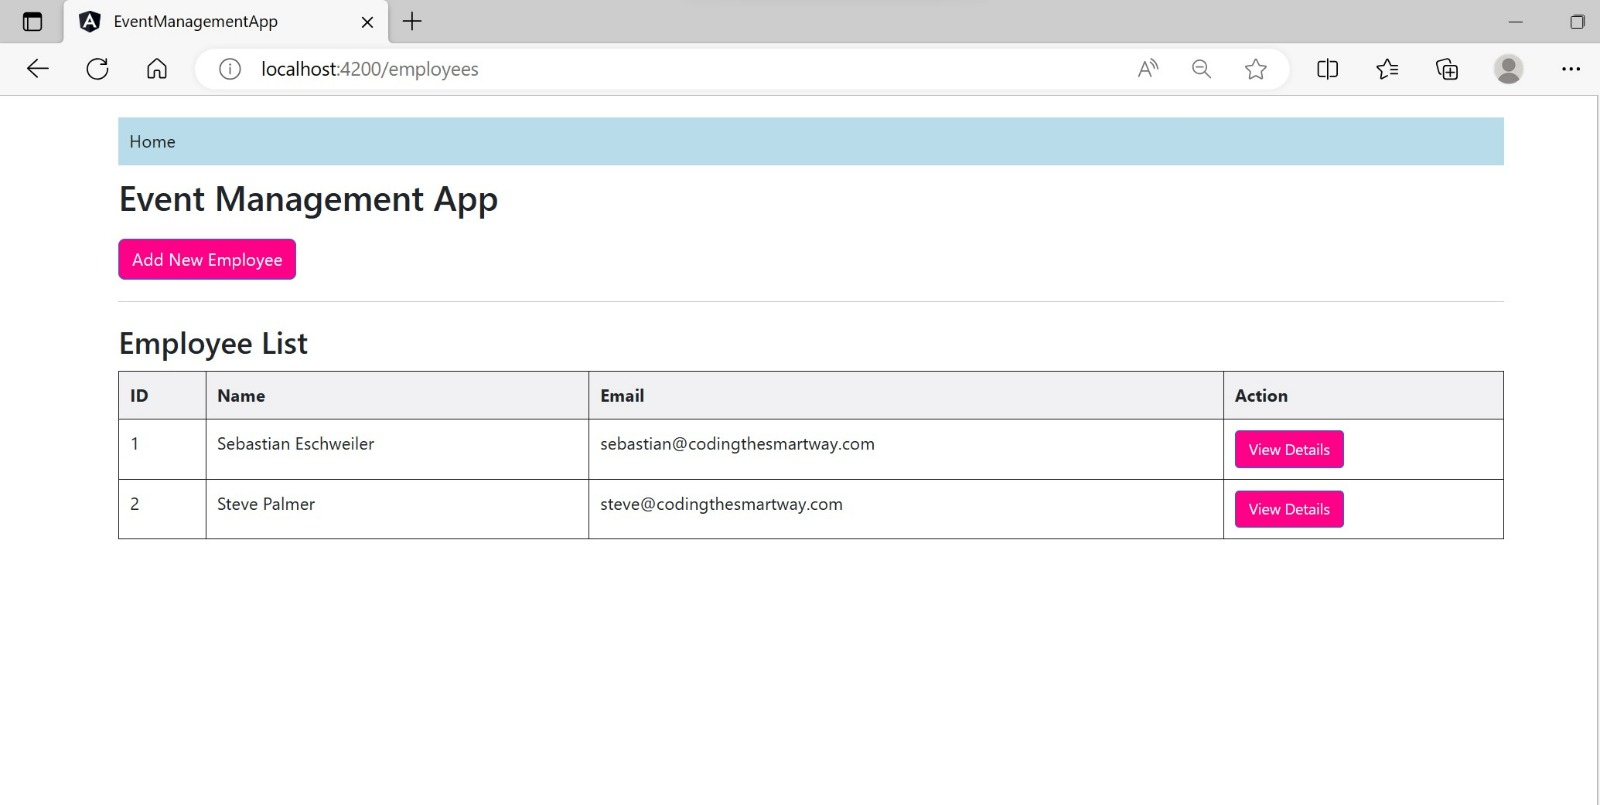 EventManagementApp
localhost:4200/employees
Home
Event Management App
Add New Employee
Employee List
ID Name Email Action
1 Sebastian Eschweiler sebastian@codingthesmartway.com View Details
2 Steve Palmer steve@codingthesmartway.com View Details